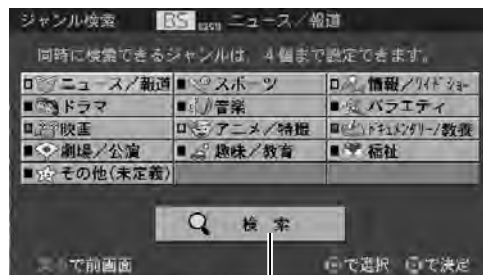 ジャンル検索 BS ニュース／報道
同時に検索できるジャンルは、4個まで設定できます。
ニュース／報道 スポーツ 情報／ワイドショー
ドラマ 音楽 バラエティ
映画 アニメ／特撮 ドキュメンタリー／教養
劇場／公演 趣味／教育 福祉
その他(未定義)
検 索
で前画面 で選択 で決定